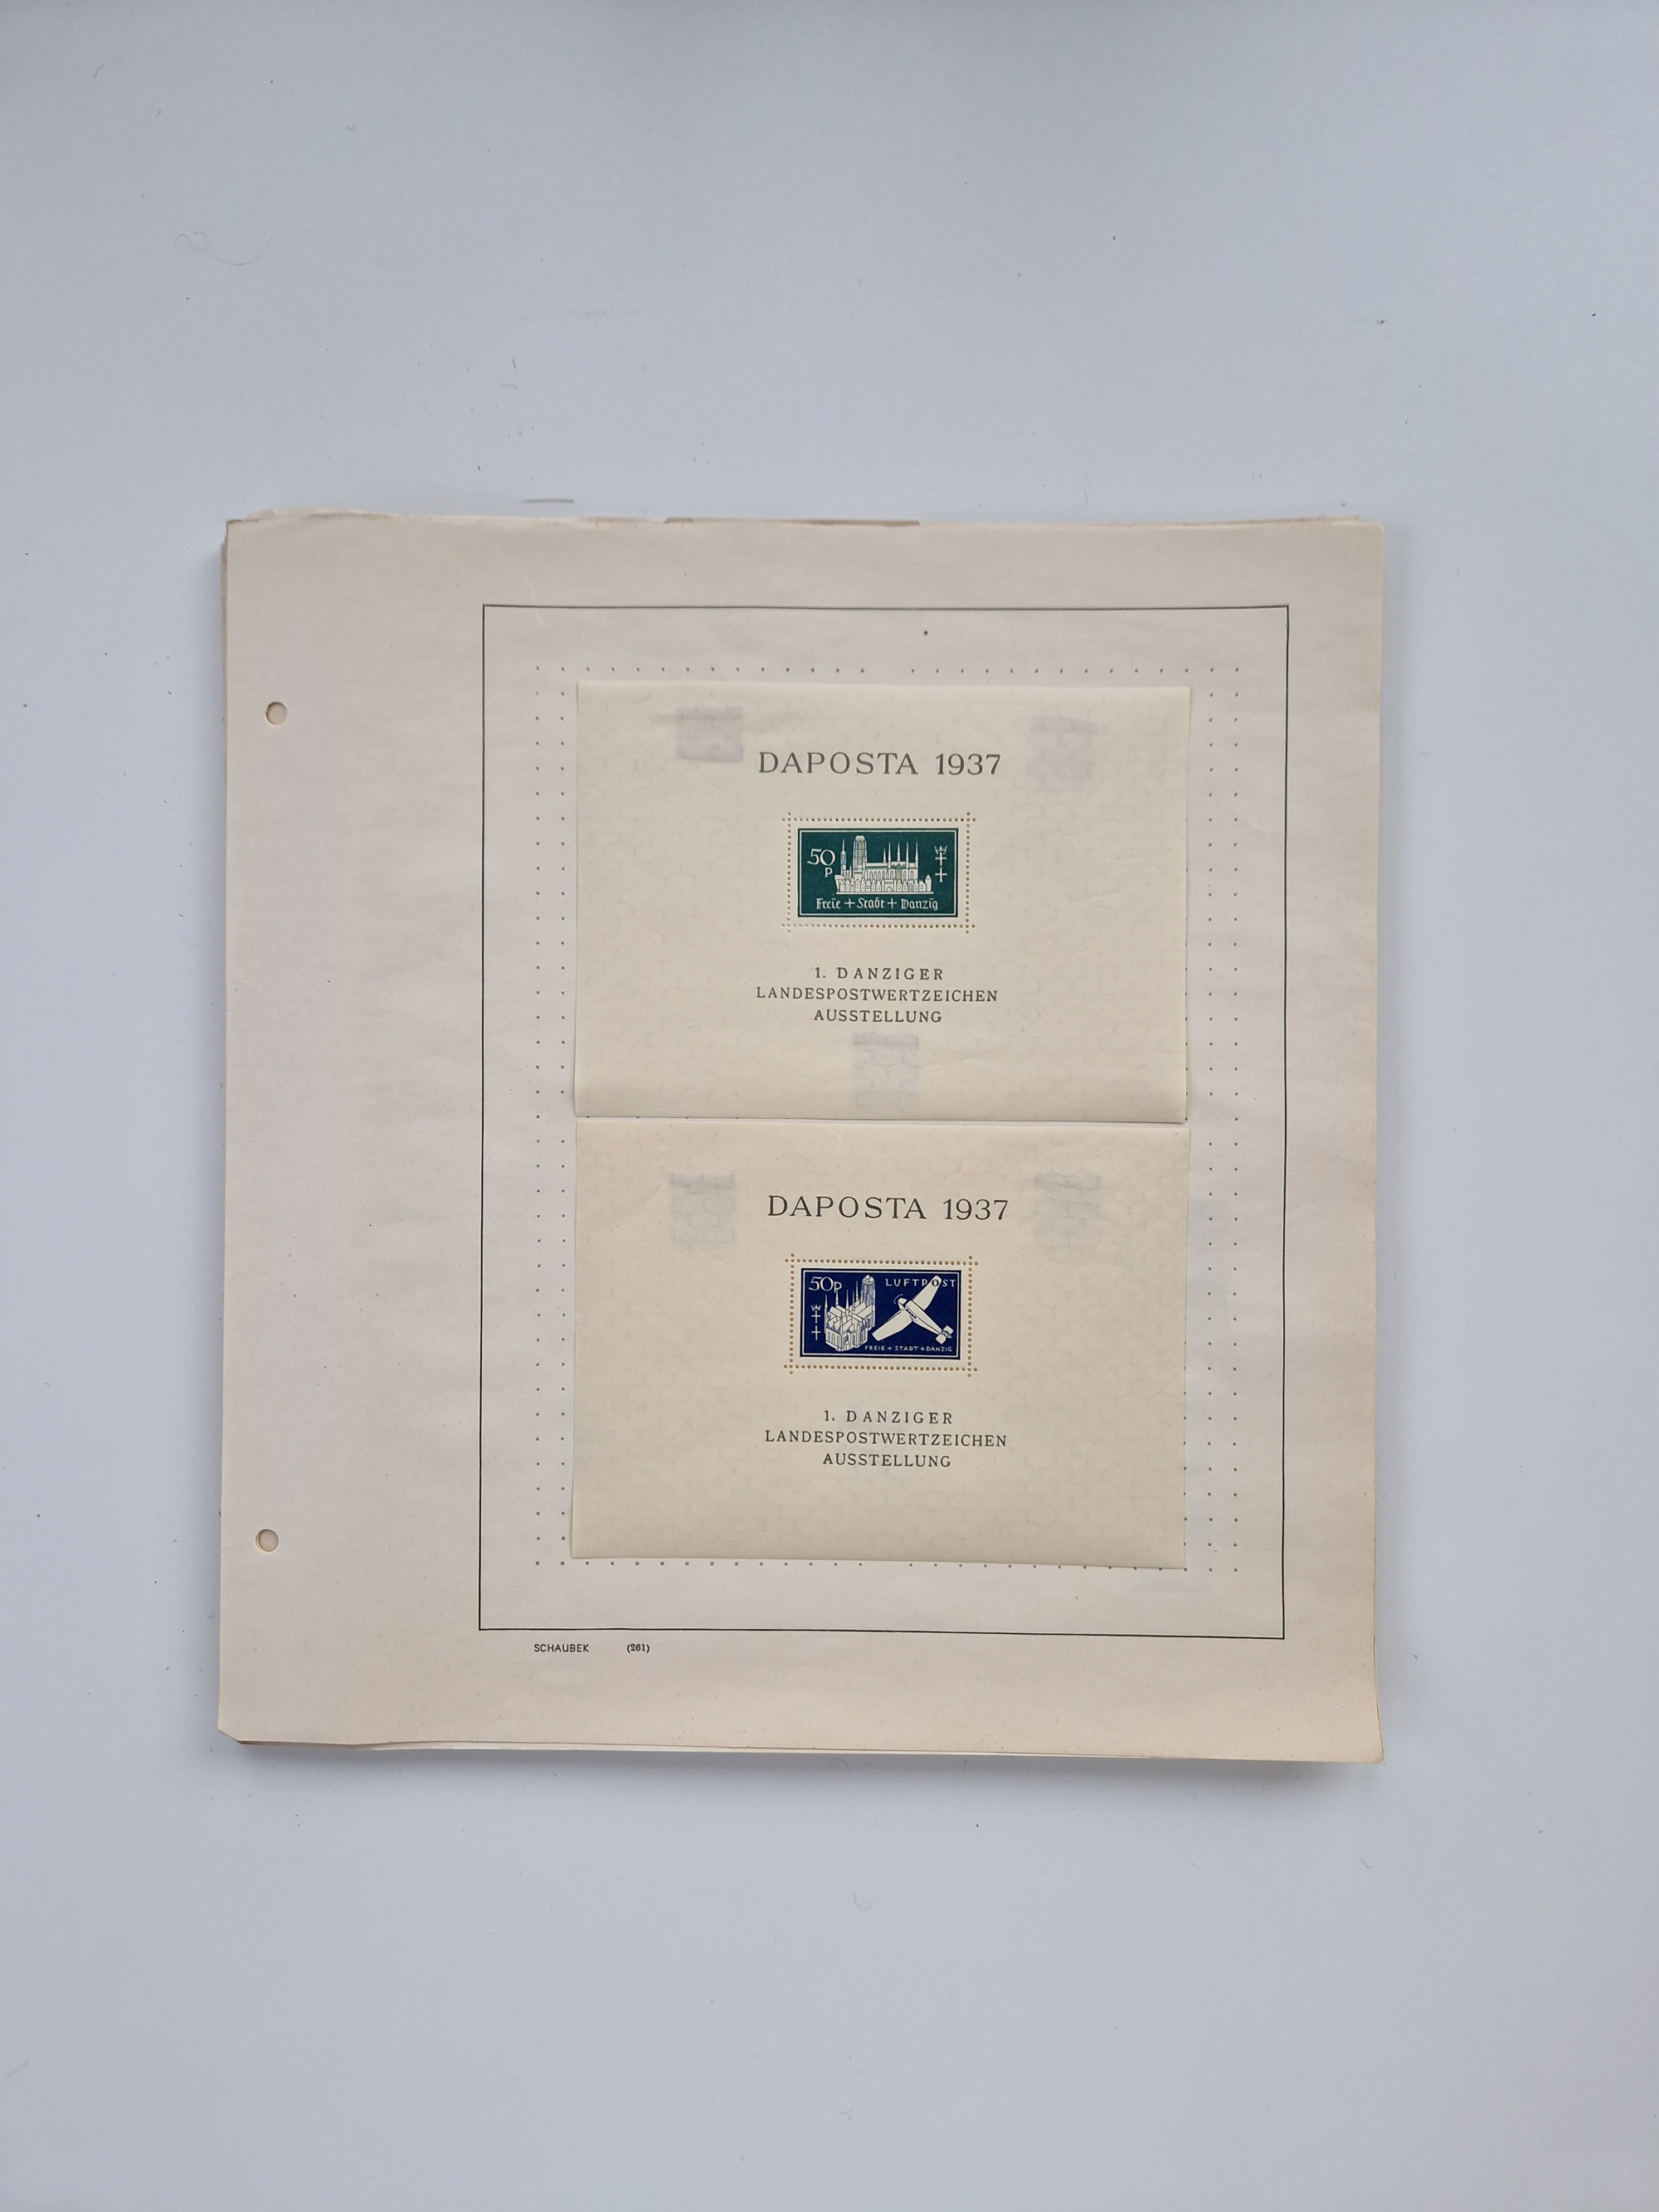 DAPOSTA 1937
50
P
Freie + Stadt + Danzig
1. DANZIGER
LANDESPOSTWERTZEICHEN
AUSSTELLUNG
DAPOSTA 1937
50P
LUFTPOST
FREIE + STADT + DANZIG
1. DANZIGER
LANDESPOSTWERTZEICHEN
AUSSTELLUNG
SCHAUBEK (261)